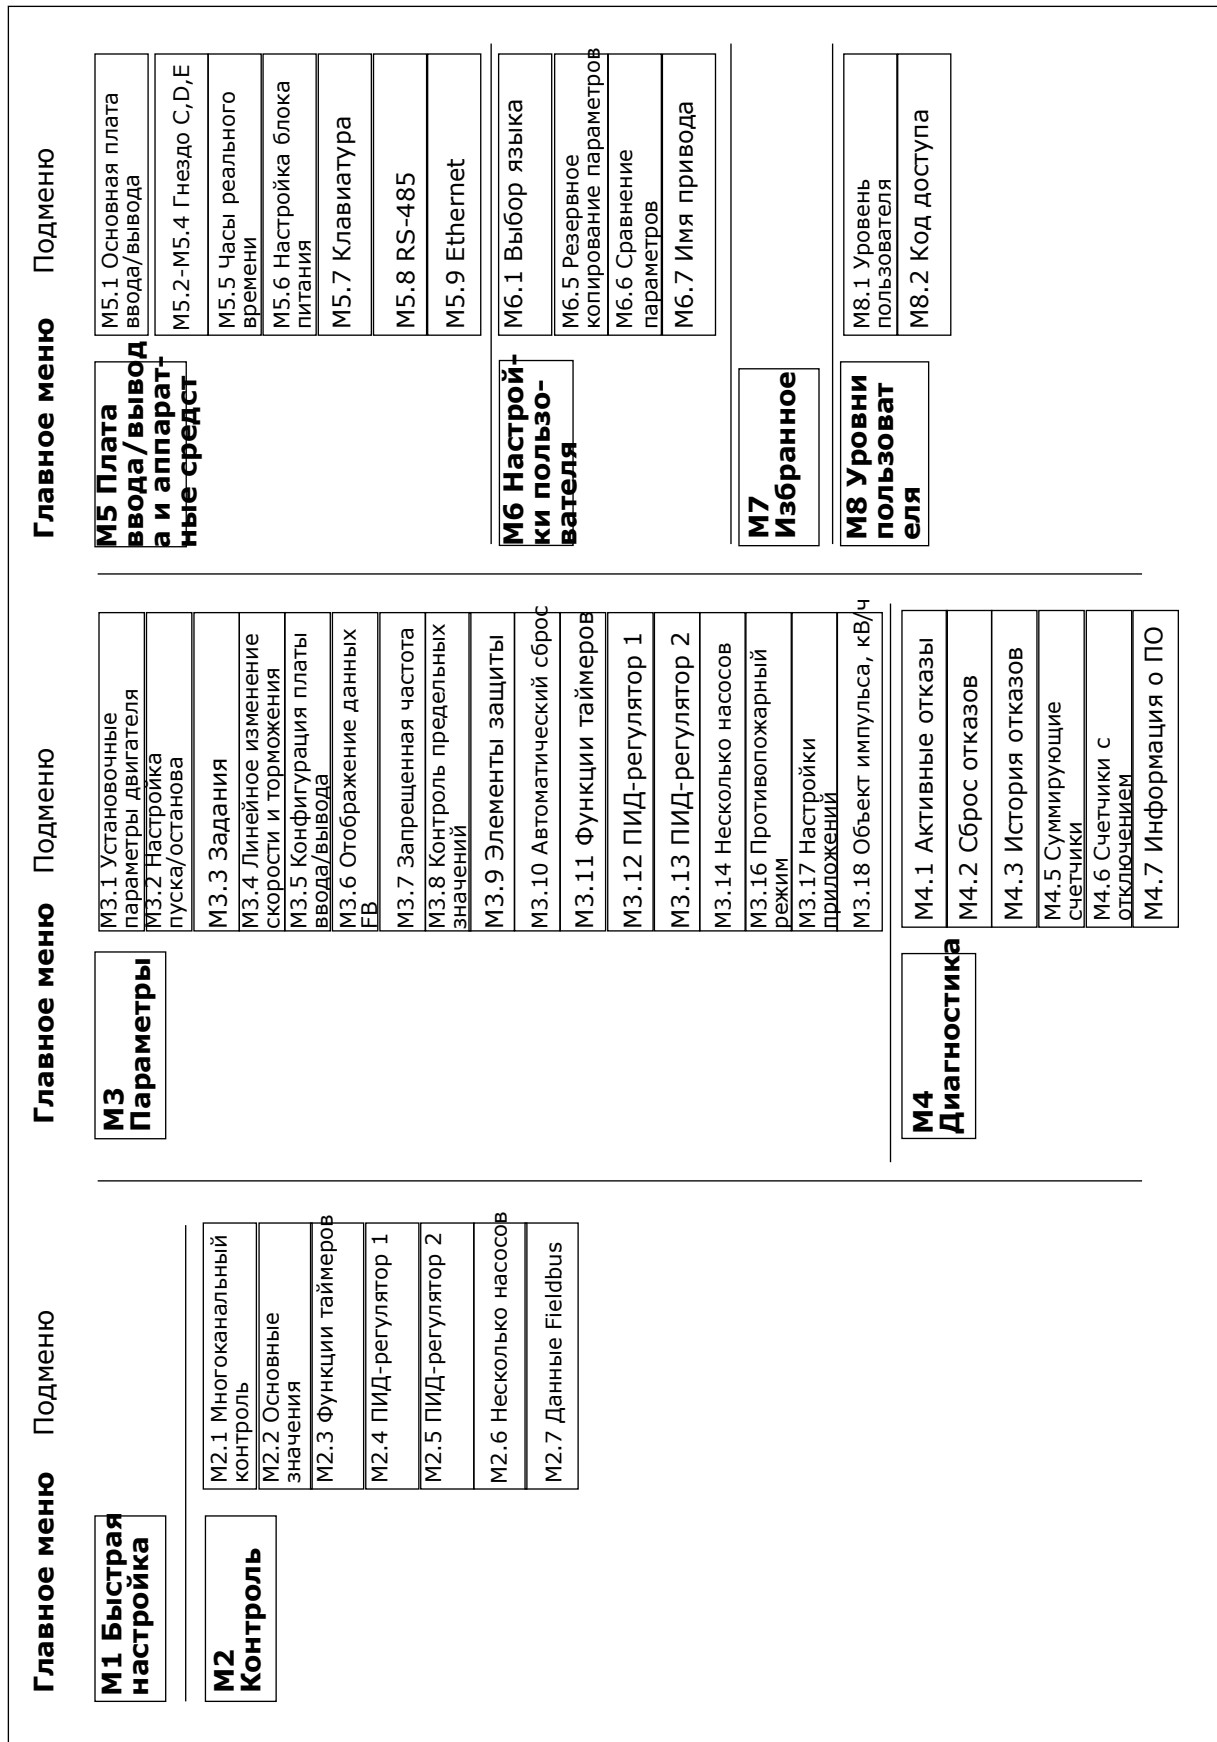 Главное меню
Подменю
M1 Быстрая
настройка
M2
Контроль
M2.1 Многоканальный
контроль
M2.2 Основные
значения
M2.3 Функции таймеров
M2.4 ПИД-регулятор 1
M2.5 ПИД-регулятор 2
M2.6 Несколько насосов
M2.7 Данные Fieldbus
Главное меню
Подменю
M3
Параметры
M3.1 Установочные
параметры двигателя
M3.2 Настройка
пуска/останова
M3.3 Задания
M3.4 Линейное изменение
скорости и торможения
M3.5 Конфигурация платы
ввода/вывода
M3.6 Отображение данных
FB
M3.7 Запрещенная частота
M3.8 Контроль предельных
значений
M3.9 Элементы защиты
M3.10 Автоматический сброс
M3.11 Функции таймеров
M3.12 ПИД-регулятор 1
M3.13 ПИД-регулятор 2
M3.14 Несколько насосов
M3.16 Противопожарный
режим
M3.17 Настройки
приложений
M3.18 Объект импульса, кВ/ч
M4
Диагностика
M4.1 Активные отказы
M4.2 Сброс отказов
M4.3 История отказов
M4.5 Суммирующие
счетчики
M4.6 Счетчики с
отключением
M4.7 Информация о ПО
Главное меню
Подменю
M5 Плата
ввода/вывод
а и аппарат-
ные средст
M5.1 Основная плата
ввода/вывода
M5.2-M5.4 Гнездо C,D,E
M5.5 Часы реального
времени
M5.6 Настройка блока
питания
M5.7 Клавиатура
M5.8 RS-485
M5.9 Ethernet
M6 Настрой-
ки пользо-
вателя
M6.1 Выбор языка
M6.5 Резервное
копирование параметров
M6.6 Сравнение
параметров
M6.7 Имя привода
M7
Избранное
M8 Уровни
пользоват
еля
M8.1 Уровень
пользователя
M8.2 Код доступа